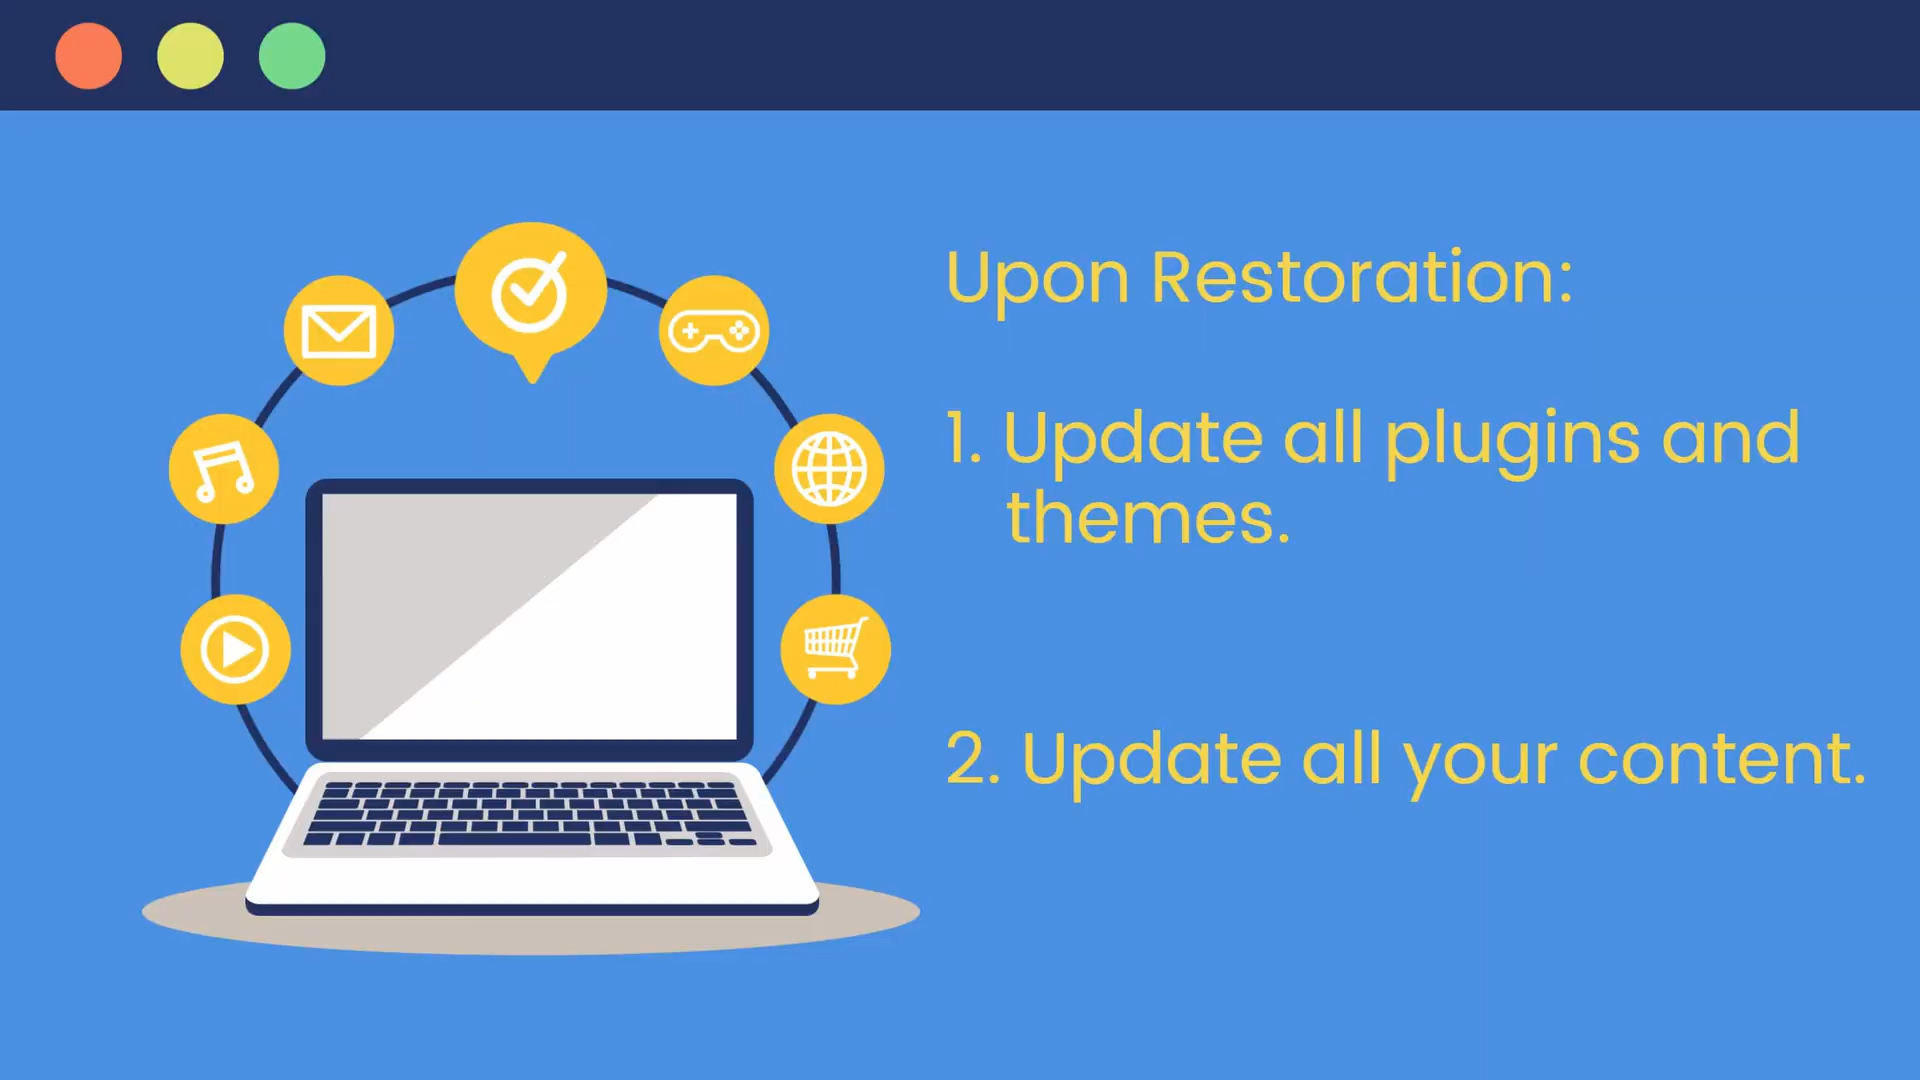 Upon Restoration:
1. Update all plugins and
themes.
2. Update all your content.